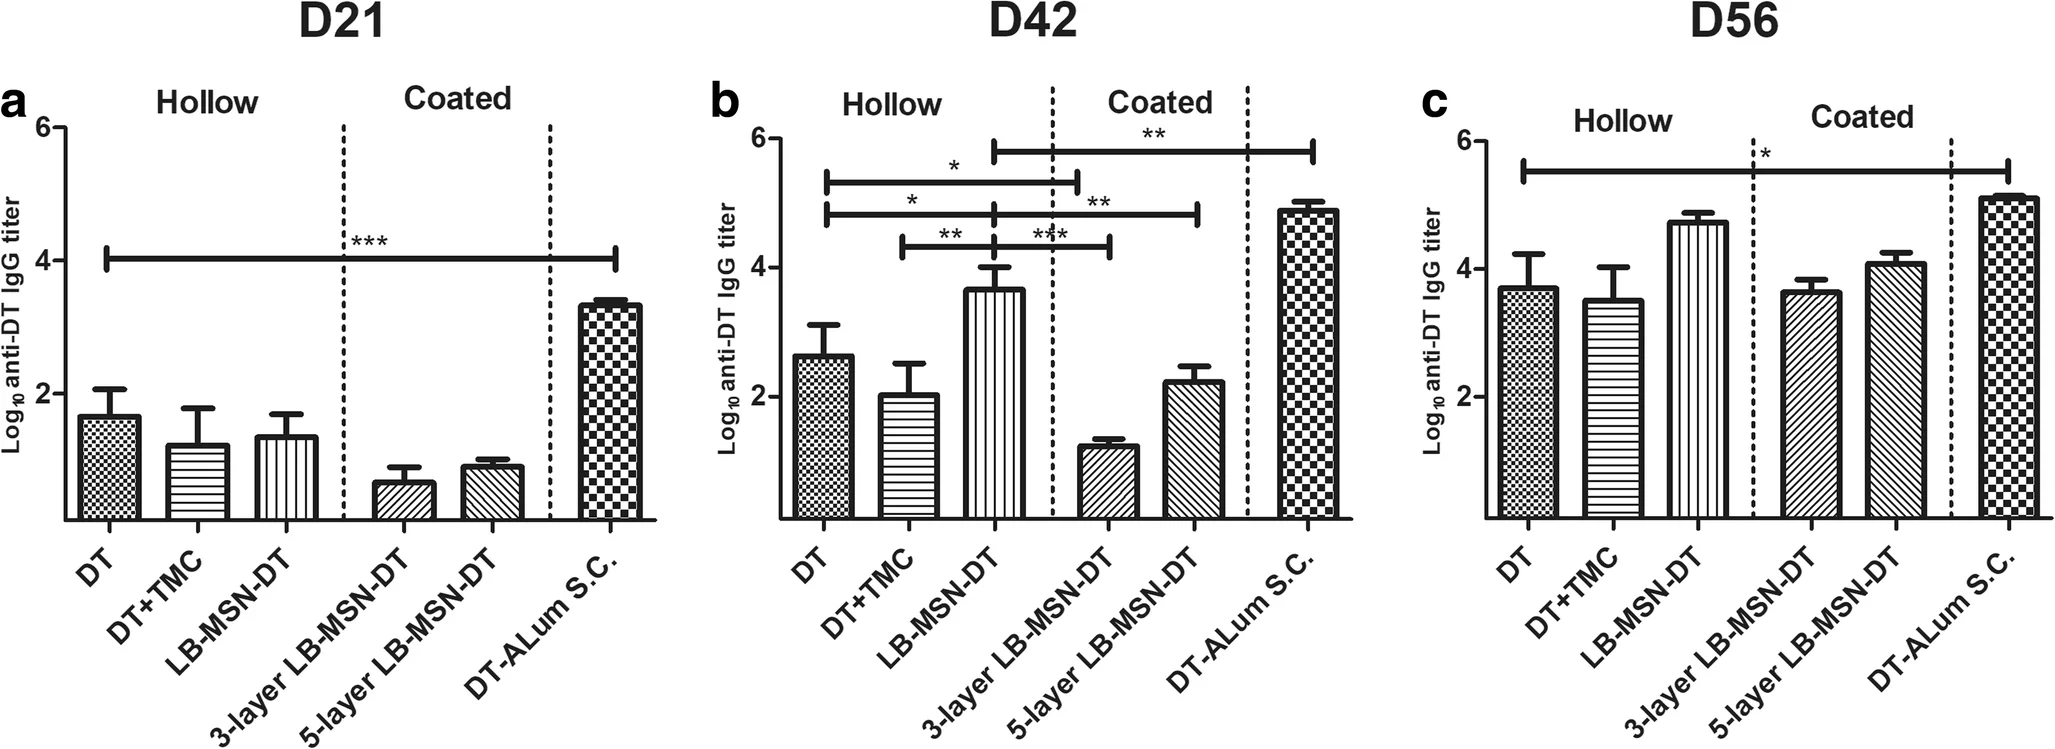 D21
D42
D56
a
Hollow
Coated
6
4
2
Log10 anti-DT IgG titer
***
DT
DT+TMC
LB-MSN-DT
3-layer LB-MSN-DT
5-layer LB-MSN-DT
DT-ALum S.C.
b
Hollow
Coated
6
4
2
Log10 anti-DT IgG titer
**
*
*
**
**
***
DT
DT+TMC
LB-MSN-DT
3-layer LB-MSN-DT
5-layer LB-MSN-DT
DT-ALum S.C.
c
Hollow
Coated
6
4
2
Log10 anti-DT IgG titer
*
DT
DT+TMC
LB-MSN-DT
3-layer LB-MSN-DT
5-layer LB-MSN-DT
DT-ALum S.C.